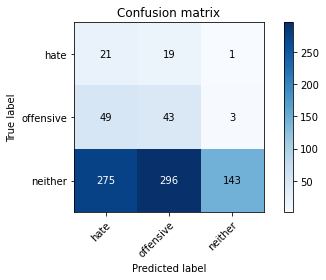 Confusion matrix
True label
hate 21 19 1
offensive 49 43 3
neither 275 296 143
hate offensive neither
Predicted label
250
200
150
100
50